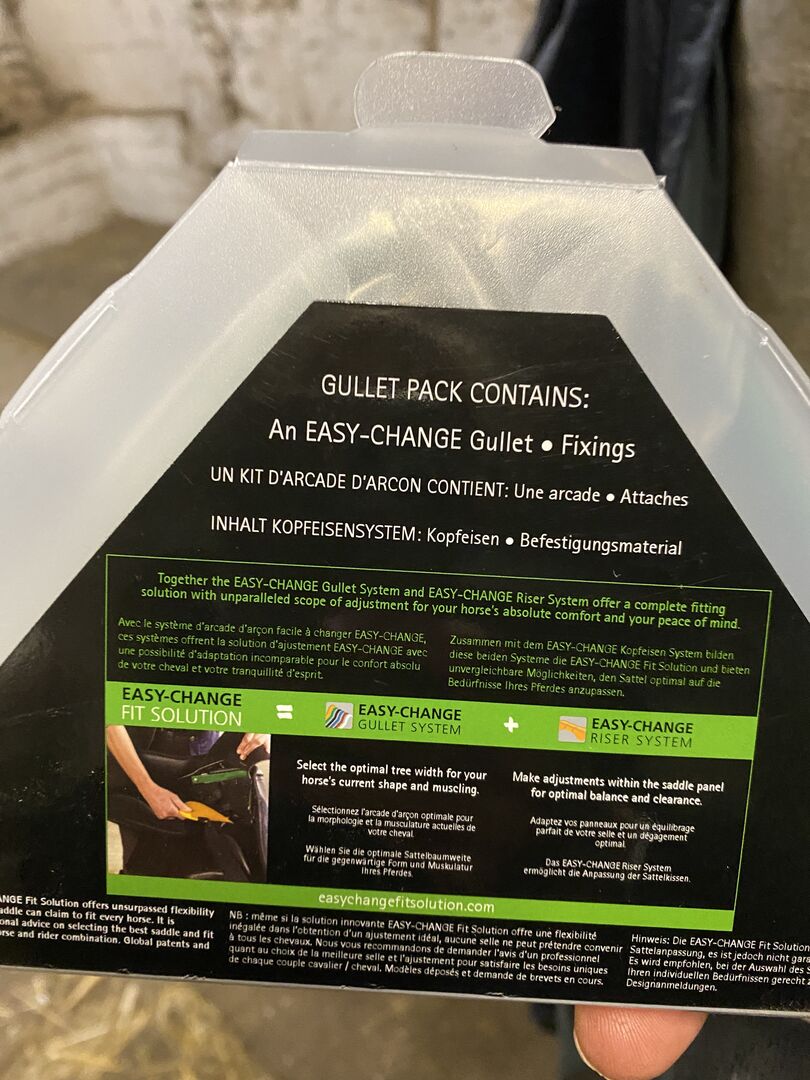 GULLET PACK CONTAINS:
An EASY-CHANGE Gullet • Fixings
UN KIT D'ARCADE D'ARCON CONTIENT: Une arcade • Attaches
INHALT KOPFEISENSYSTEM: Kopfeisen • Befestigungsmaterial
Together the EASY-CHANGE Gullet System and EASY-CHANGE Riser System offer a complete fitting
solution with unparalleled scope of adjustment for your horse's absolute comfort and your peace of mind.
Avec le système d'arcade d'arçon facile à changer EASY-CHANGE,
ces systèmes offrent la solution d'ajustement EASY-CHANGE avec
une possibilité d'adaptation incomparable pour le confort absolu
de votre cheval et votre tranquillité d'esprit.
Zusammen mit dem EASY-CHANGE Kopfeisen System bilden
diese beiden Systeme die EASY-CHANGE Fit Solution und bieten
unvergleichbare Möglichkeiten, den Sattel optimal auf die
Bedürfnisse Ihres Pferdes anzupassen.
EASY-CHANGE
FIT SOLUTION
=
EASY-CHANGE
GULLET SYSTEM
+
EASY-CHANGE
RISER SYSTEM
Select the optimal tree width for your
horse's current shape and muscling.
Sélectionnez l'arcade d'arçon optimale pour
la morphologie et la musculature actuelles de
votre cheval.
Wählen Sie die optimale Sattelbaumweite
für die gegenwärtige Form und Muskulatur
Ihres Pferdes.
Make adjustments within the saddle panel
for optimal balance and clearance.
Adaptez vos panneaux pour un équilibrage
parfait de votre selle et un dégagement
optimal.
Das EASY-CHANGE Riser System
ermöglicht die Anpassung der Sattelkissen.
easychangefitsolution.com
ANGE Fit Solution offers unsurpassed flexibility
addle can claim to fit every horse. It is
onal advice on selecting the best saddle and fit
rse and rider combination. Global patents and
NB : même si la solution innovante EASY-CHANGE Fit Solution offre une flexibilité
inégalée dans l'obtention d'un ajustement idéal, aucune selle ne peut prétendre convenir
à tous les chevaux. Nous vous recommandons de demander l'avis d'un professionnel
quant au choix de la meilleure selle et l'ajustement pour satisfaire les besoins uniques
de chaque couple cavalier / cheval. Modèles déposés et demande de brevets en cours.
Hinweis: Die EASY-CHANGE Fit Solution
Sattelanpassung, es ist jedoch nicht gara
Es wird empfohlen, bei der Auswahl des S
Ihren individuellen Bedürfnissen gerecht z
Designanmeldungen.